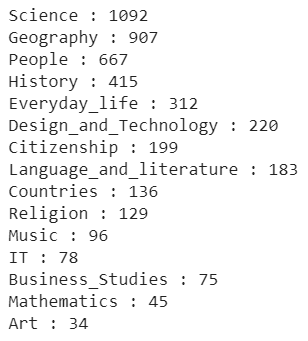 Science : 1092
Geography : 907
People : 667
History : 415
Everyday_life : 312
Design_and_Technology : 220
Citizenship : 199
Language_and_literature : 183
Countries : 136
Religion : 129
Music : 96
IT : 78
Business_Studies : 75
Mathematics : 45
Art : 34